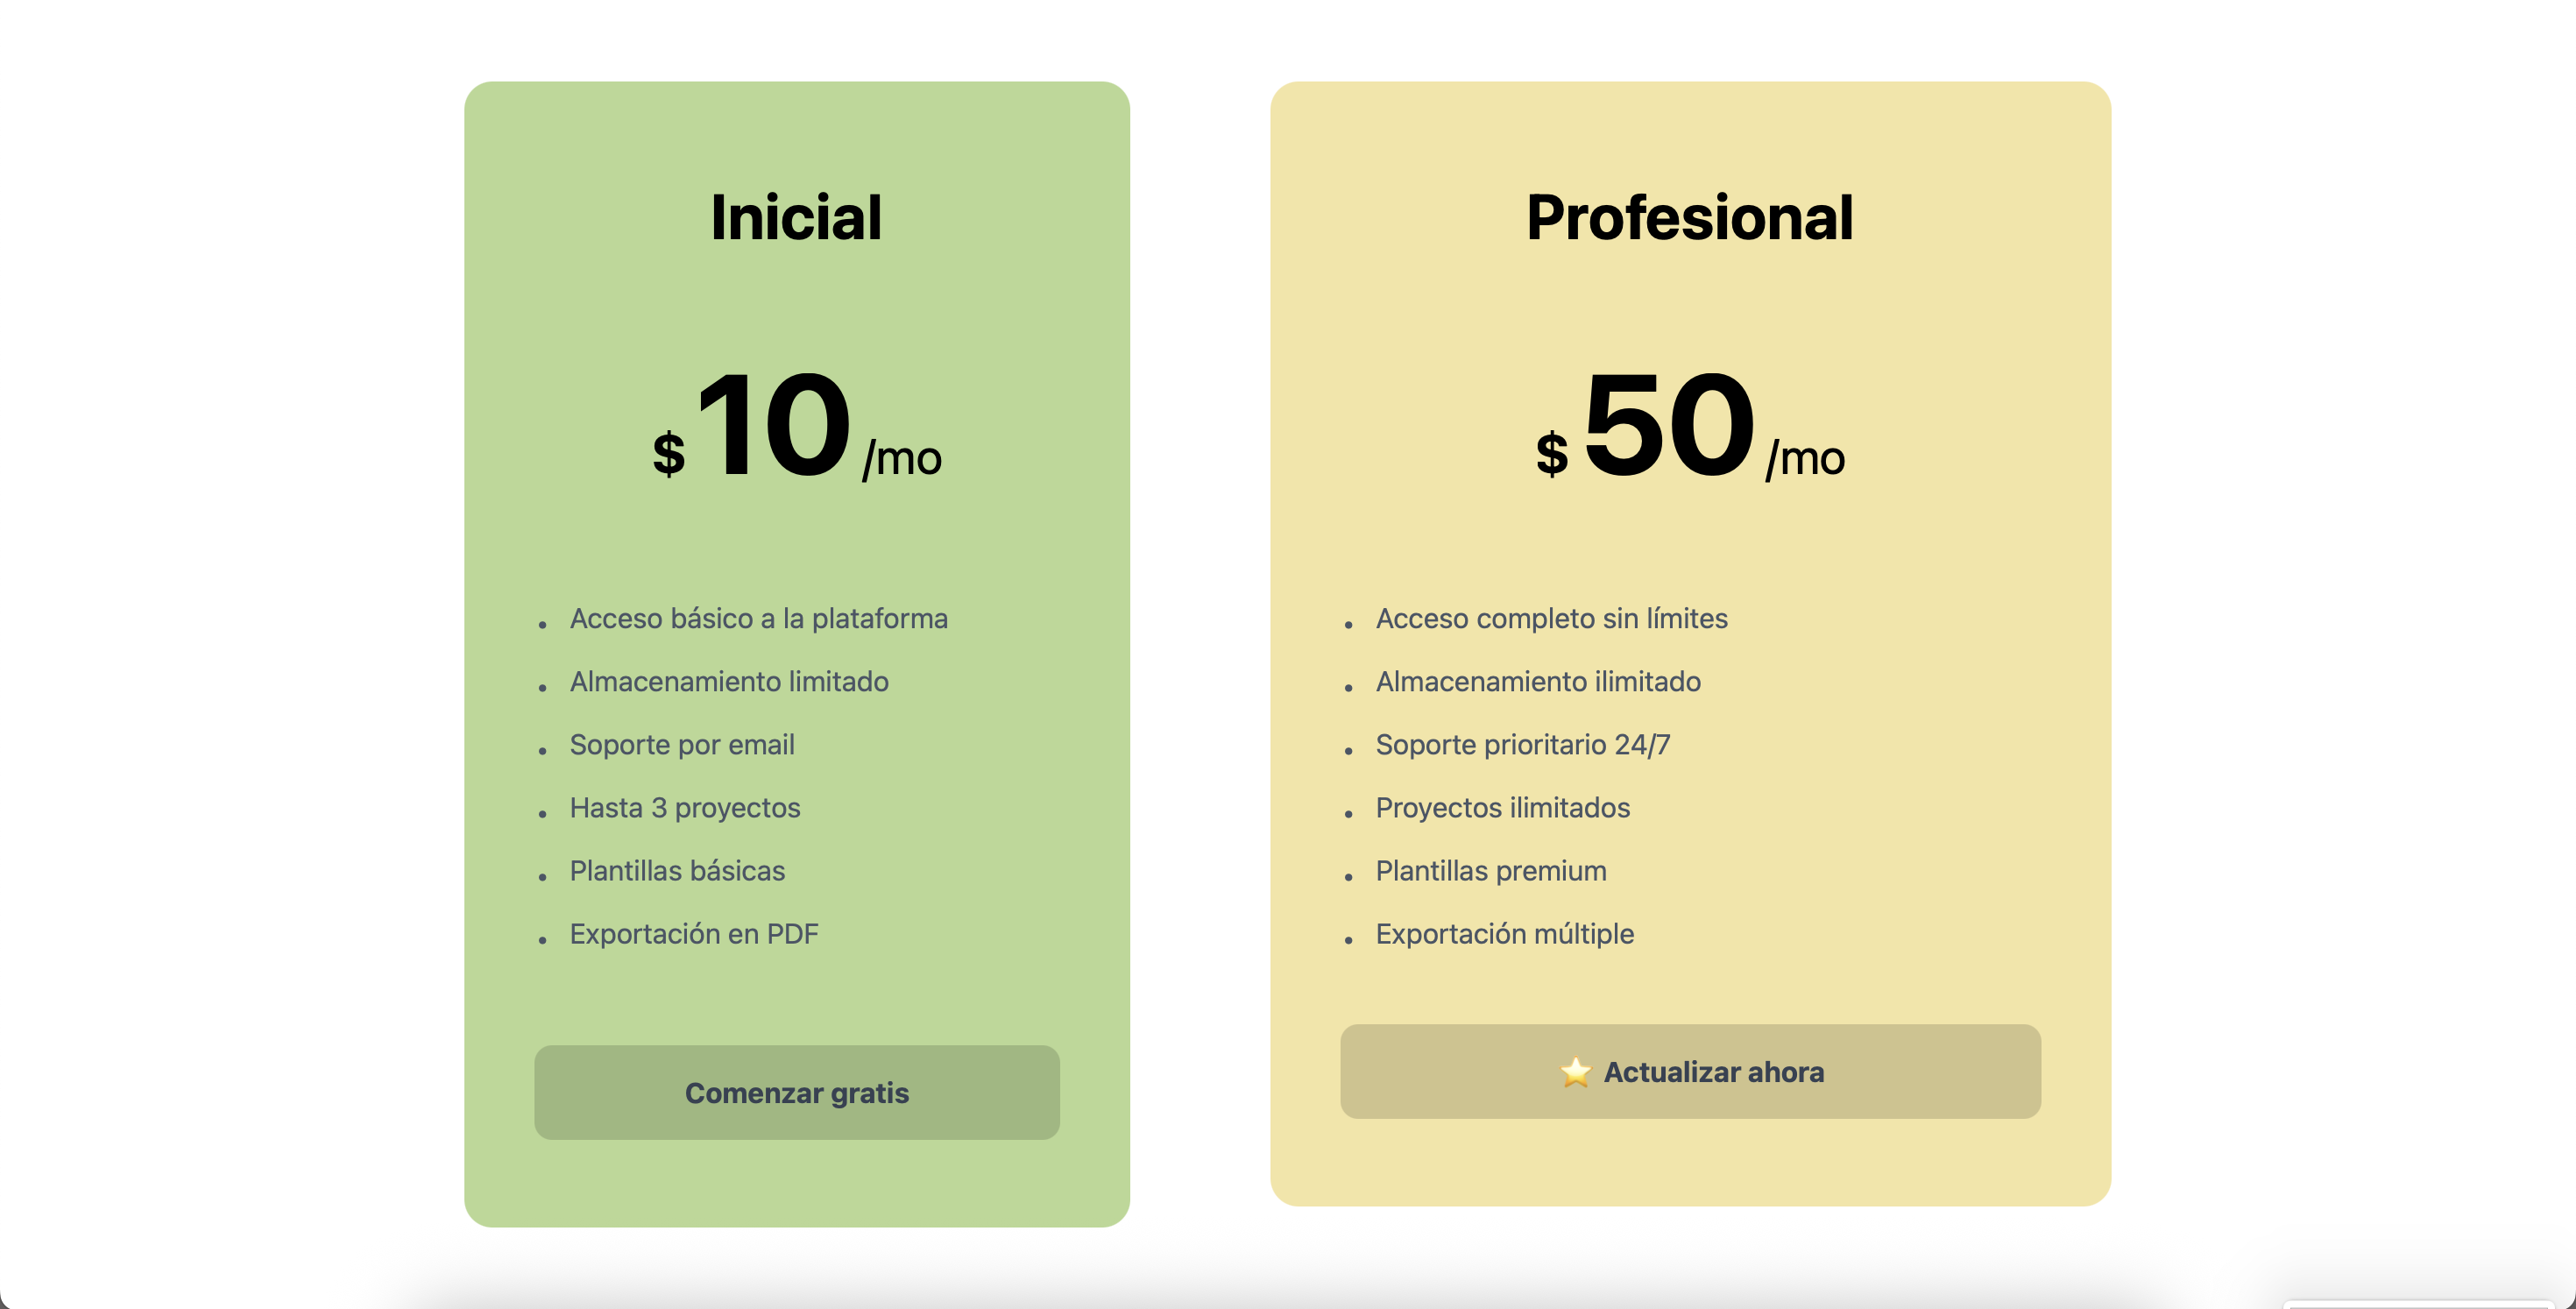 Inicial
$10/mo
• Acceso básico a la plataforma
• Almacenamiento limitado
• Soporte por email
• Hasta 3 proyectos
• Plantillas básicas
• Exportación en PDF
Comenzar gratis
Profesional
$50/mo
• Acceso completo sin límites
• Almacenamiento ilimitado
• Soporte prioritario 24/7
• Proyectos ilimitados
• Plantillas premium
• Exportación múltiple
⭐ Actualizar ahora